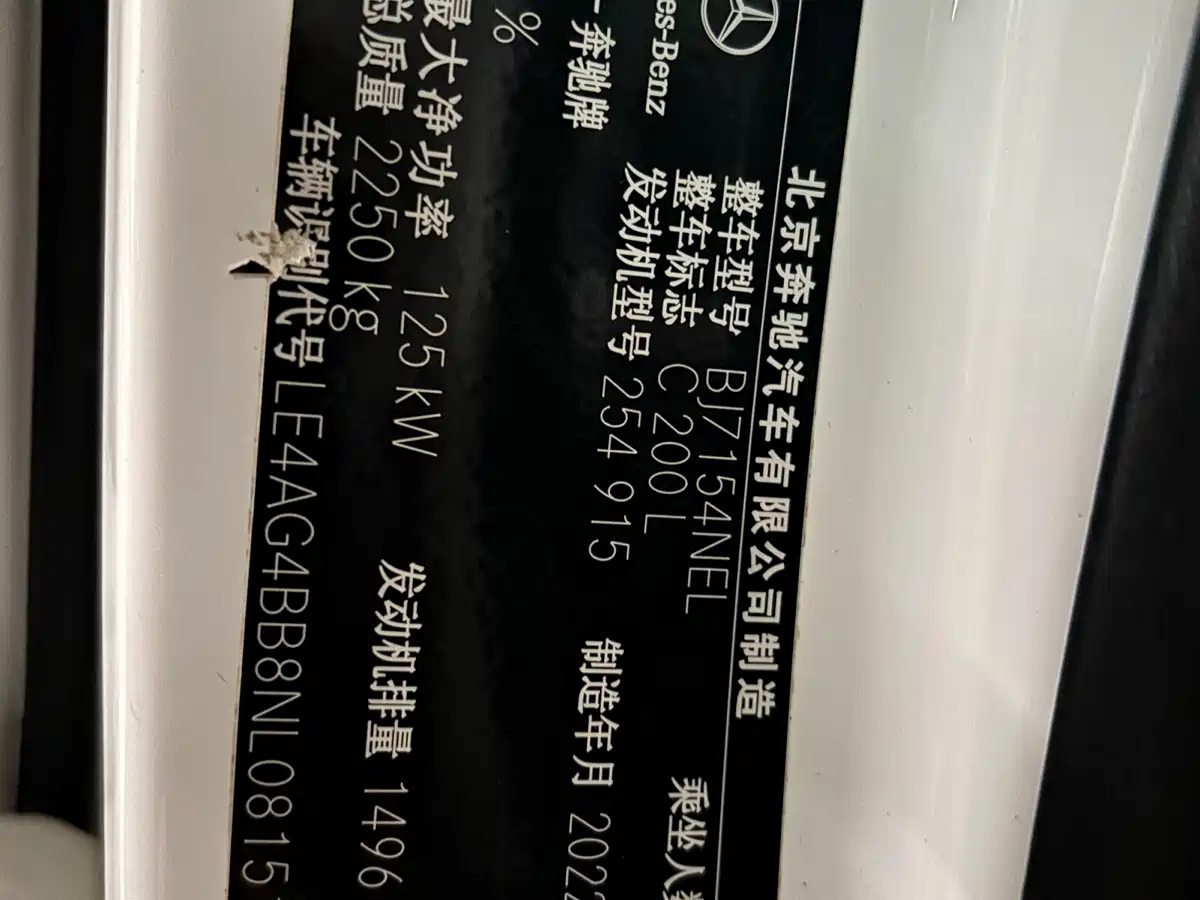 北京奔驰汽车有限公司制造
整车型号 BJ7154NEL
整车标志 C 200 L
乘坐人数
es-Benz
发动机型号 254 915
奔驰牌
制造年月 202
%
最大净功率 125 kW
发动机排量 1496
总质量 2250 kg
车辆识别代号 LE4AG4BB8NL0815